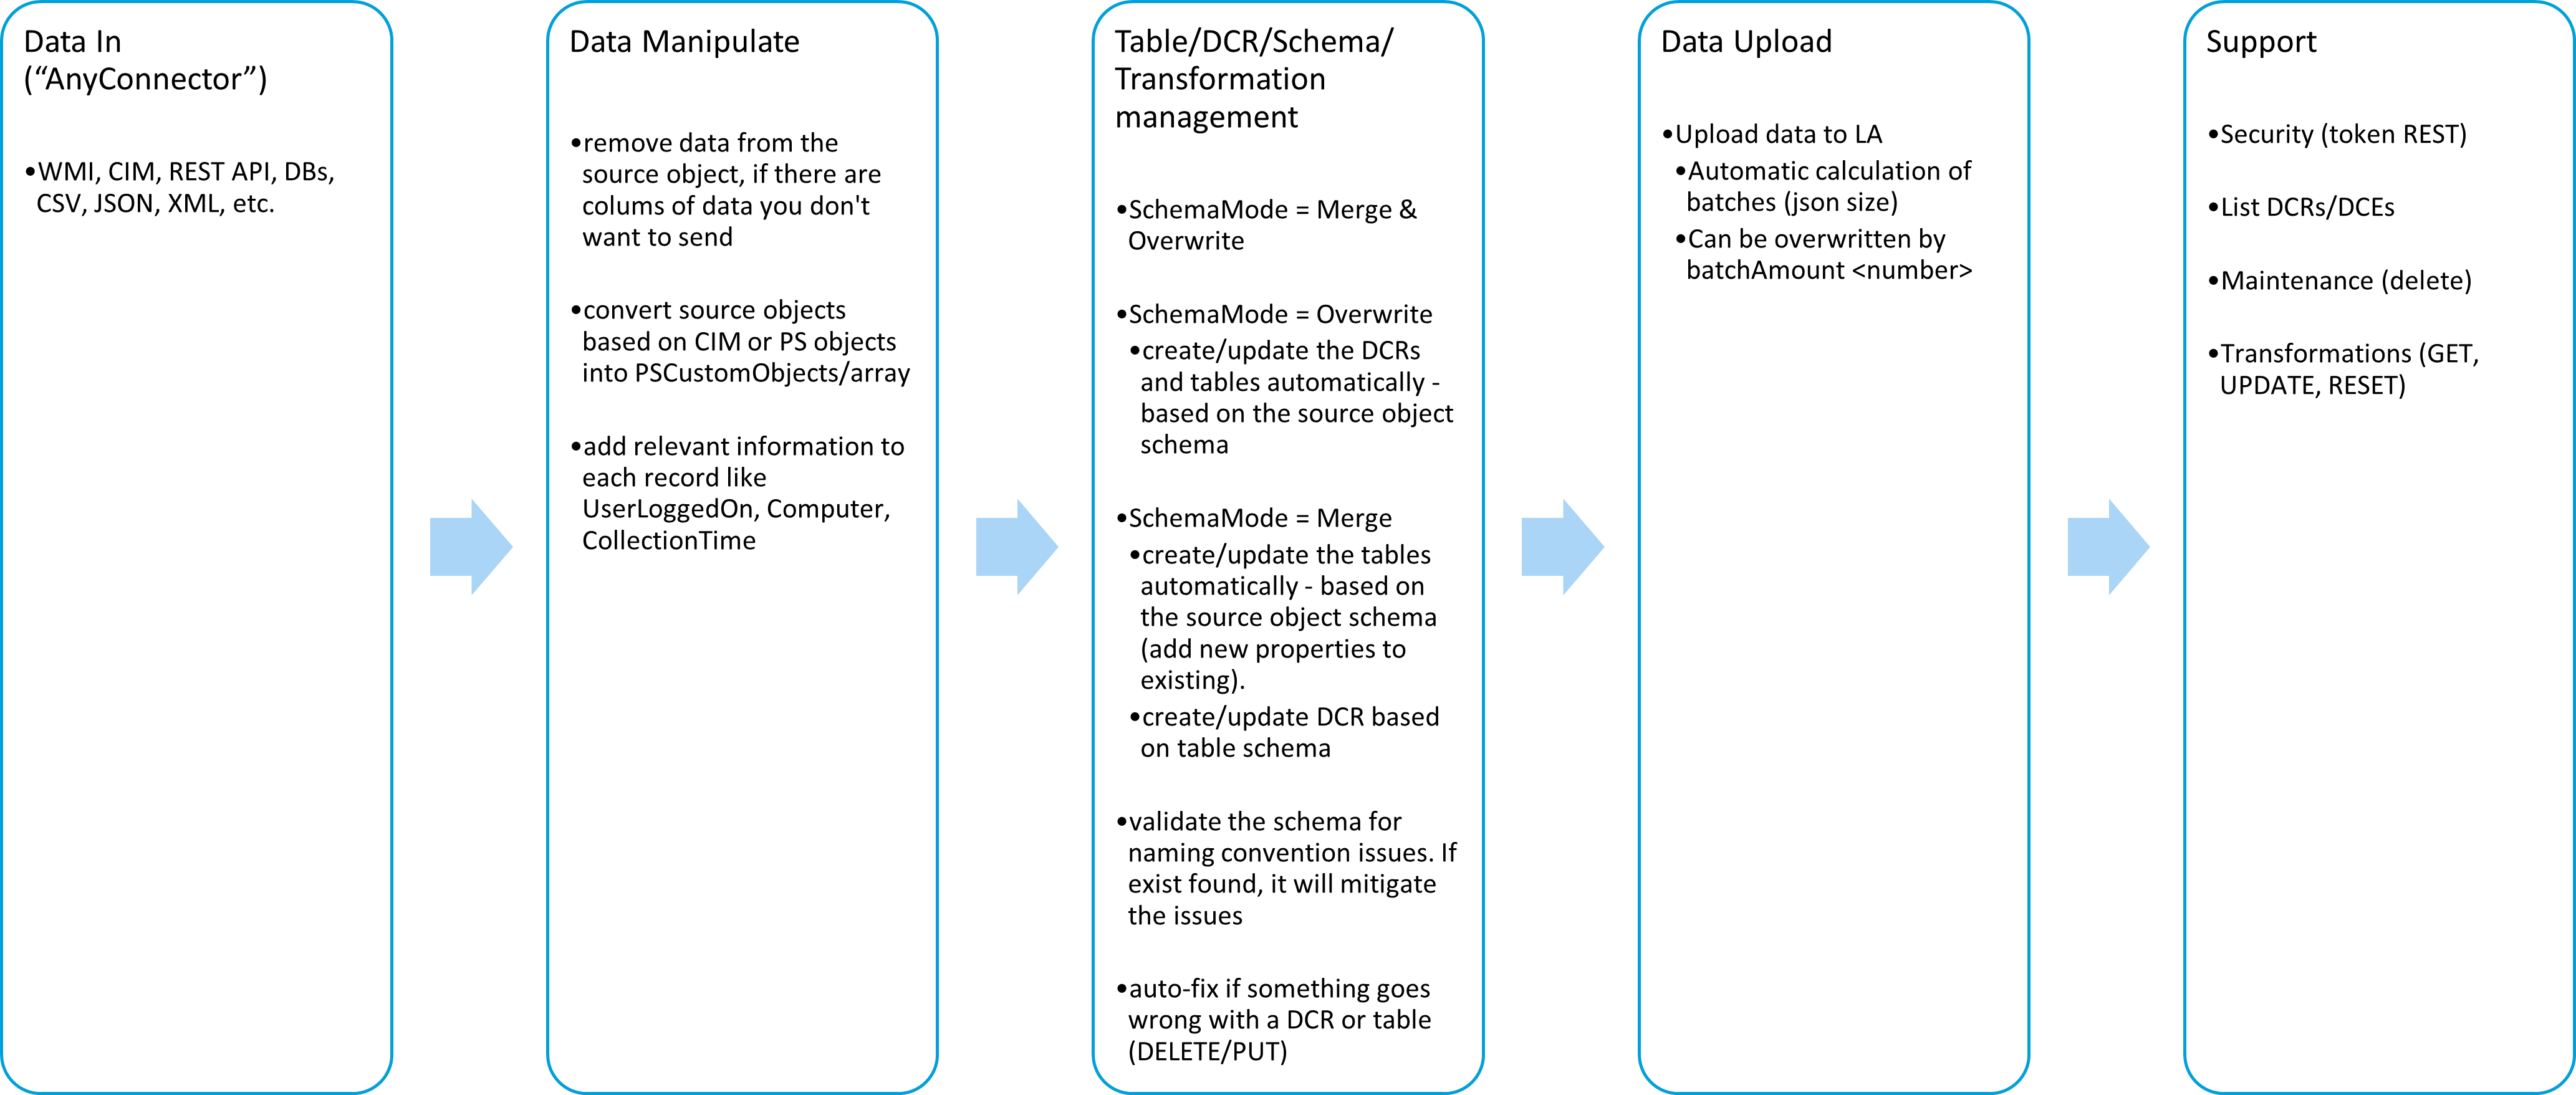 Data In
(“AnyConnector”)
•WMI, CIM, REST API, DBs,
CSV, JSON, XML, etc.
Data Manipulate
•remove data from the
source object, if there are
colums of data you don't
want to send
•convert source objects
based on CIM or PS objects
into PSCustomObjects/array
•add relevant information to
each record like
UserLoggedOn, Computer,
CollectionTime
Table/DCR/Schema/
Transformation
management
•SchemaMode = Merge &
Overwrite
•SchemaMode = Overwrite
•create/update the DCRs
and tables automatically -
based on the source object
schema
•SchemaMode = Merge
•create/update the tables
automatically - based on
the source object schema
(add new properties to
existing).
•create/update DCR based
on table schema
•validate the schema for
naming convention issues. If
exist found, it will mitigate
the issues
•auto-fix if something goes
wrong with a DCR or table
(DELETE/PUT)
Data Upload
•Upload data to LA
•Automatic calculation of
batches (json size)
•Can be overwritten by
batchAmount <number>
Support
•Security (token REST)
•List DCRs/DCEs
•Maintenance (delete)
•Transformations (GET,
UPDATE, RESET)